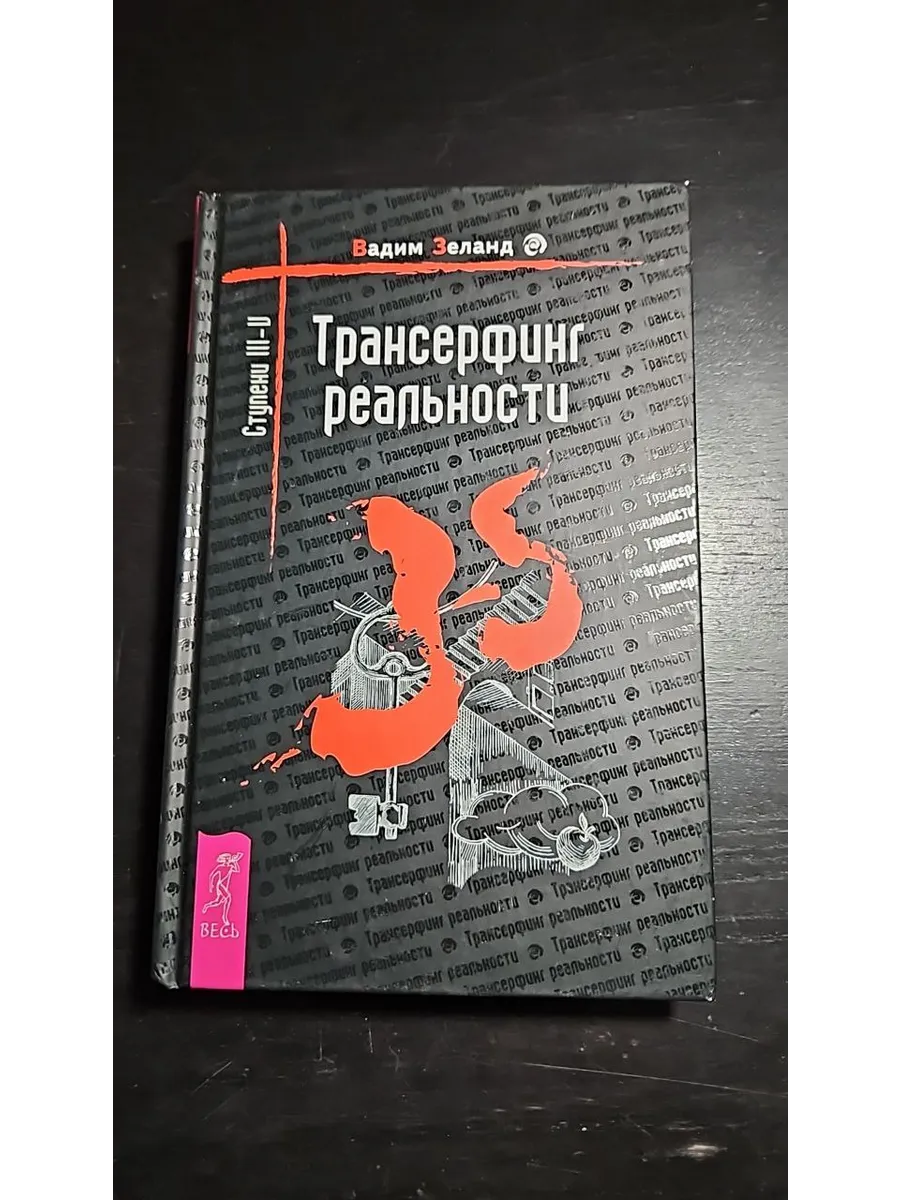 Вадим Зеланд
Ступени III-V
Трансерфинг
реальности
ВЕСЬ